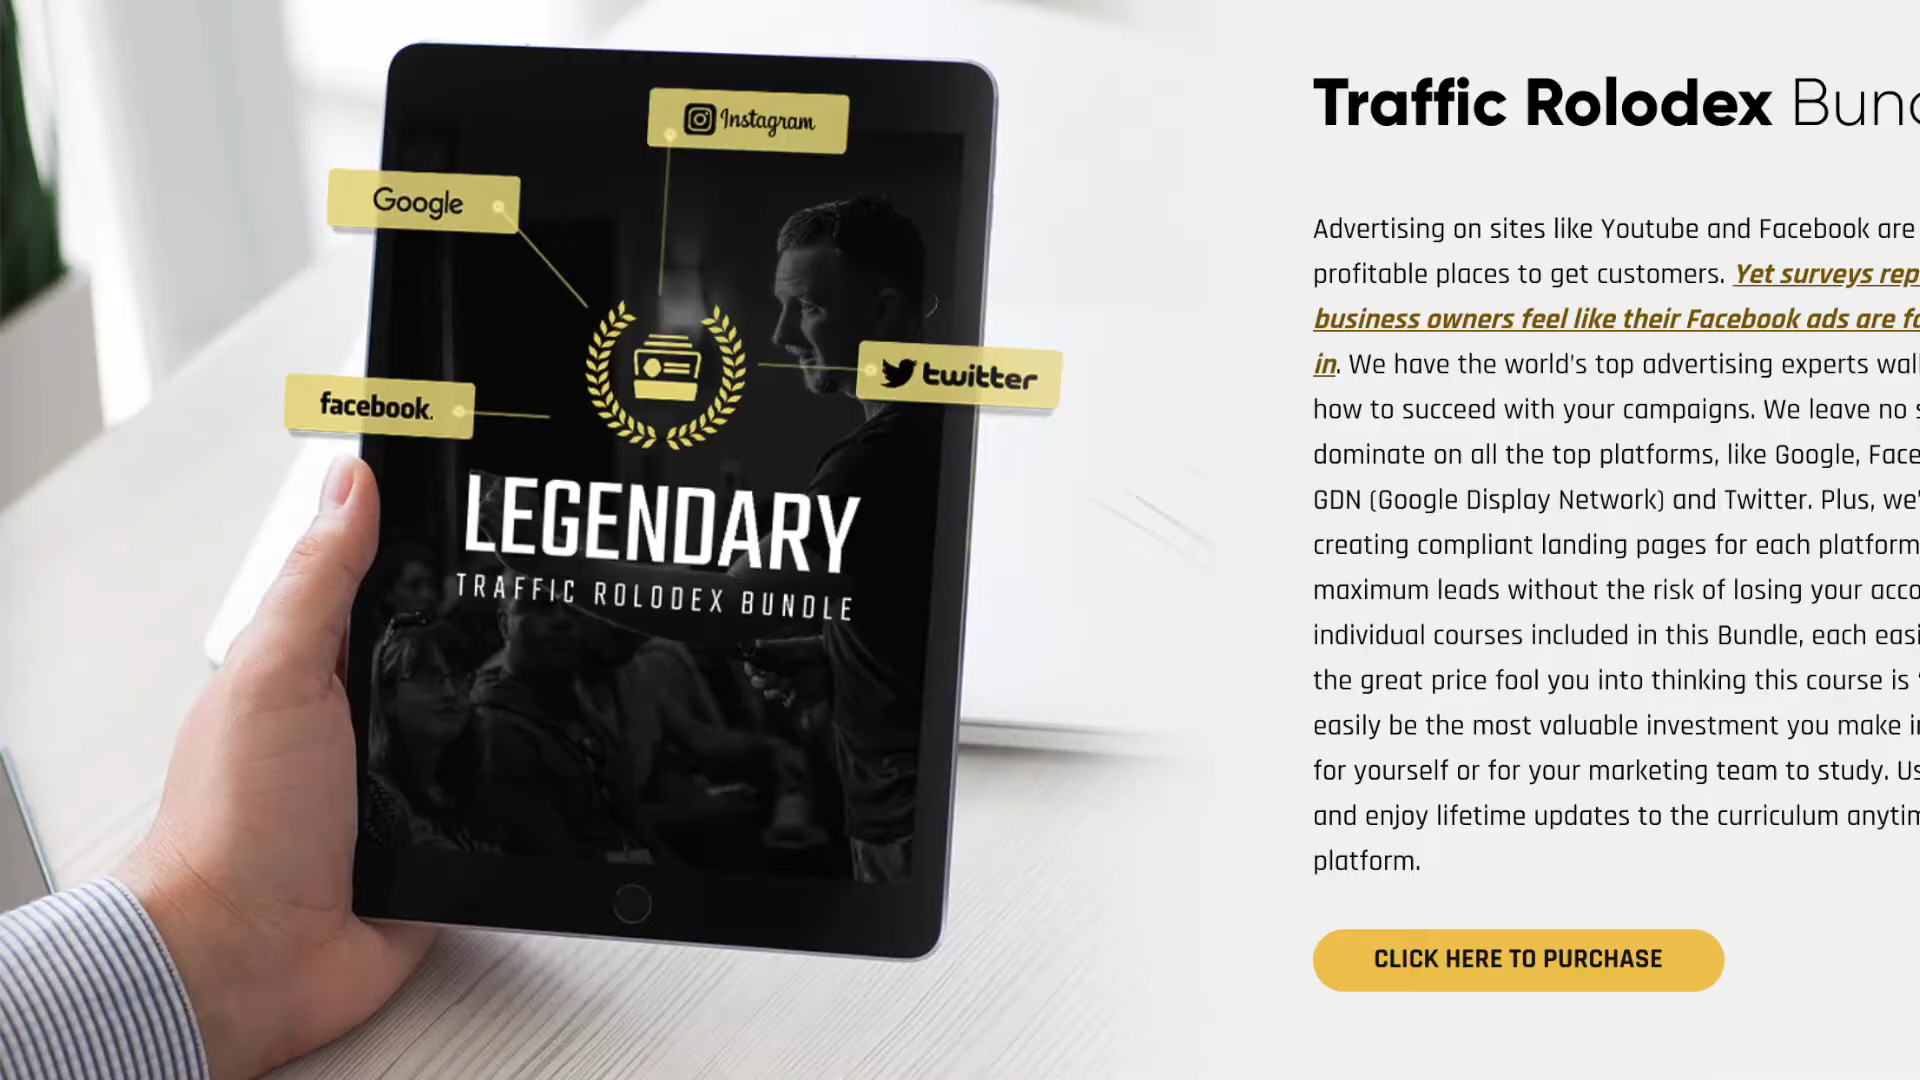 Instagram
Google
twitter
facebook.
LEGENDARY
TRAFFIC ROLODEX BUNDLE
Traffic Rolodex
Advertising on sites like Youtube and Facebook are
profitable places to get customers. Yet surveys
business owners feel like their Facebook ads are
in. We have the world's top advertising experts
how to succeed with your campaigns. We leave no
dominate on all the top platforms, like Google,
GDN (Google Display Network) and Twitter. Plus,
creating compliant landing pages for each platform
maximum leads without the risk of losing your
individual courses included in this Bundle, each
the great price fool you into thinking this course is
easily be the most valuable investment you make
for yourself or for your marketing team to study.
and enjoy lifetime updates to the curriculum
platform.
CLICK HERE TO PURCHASE